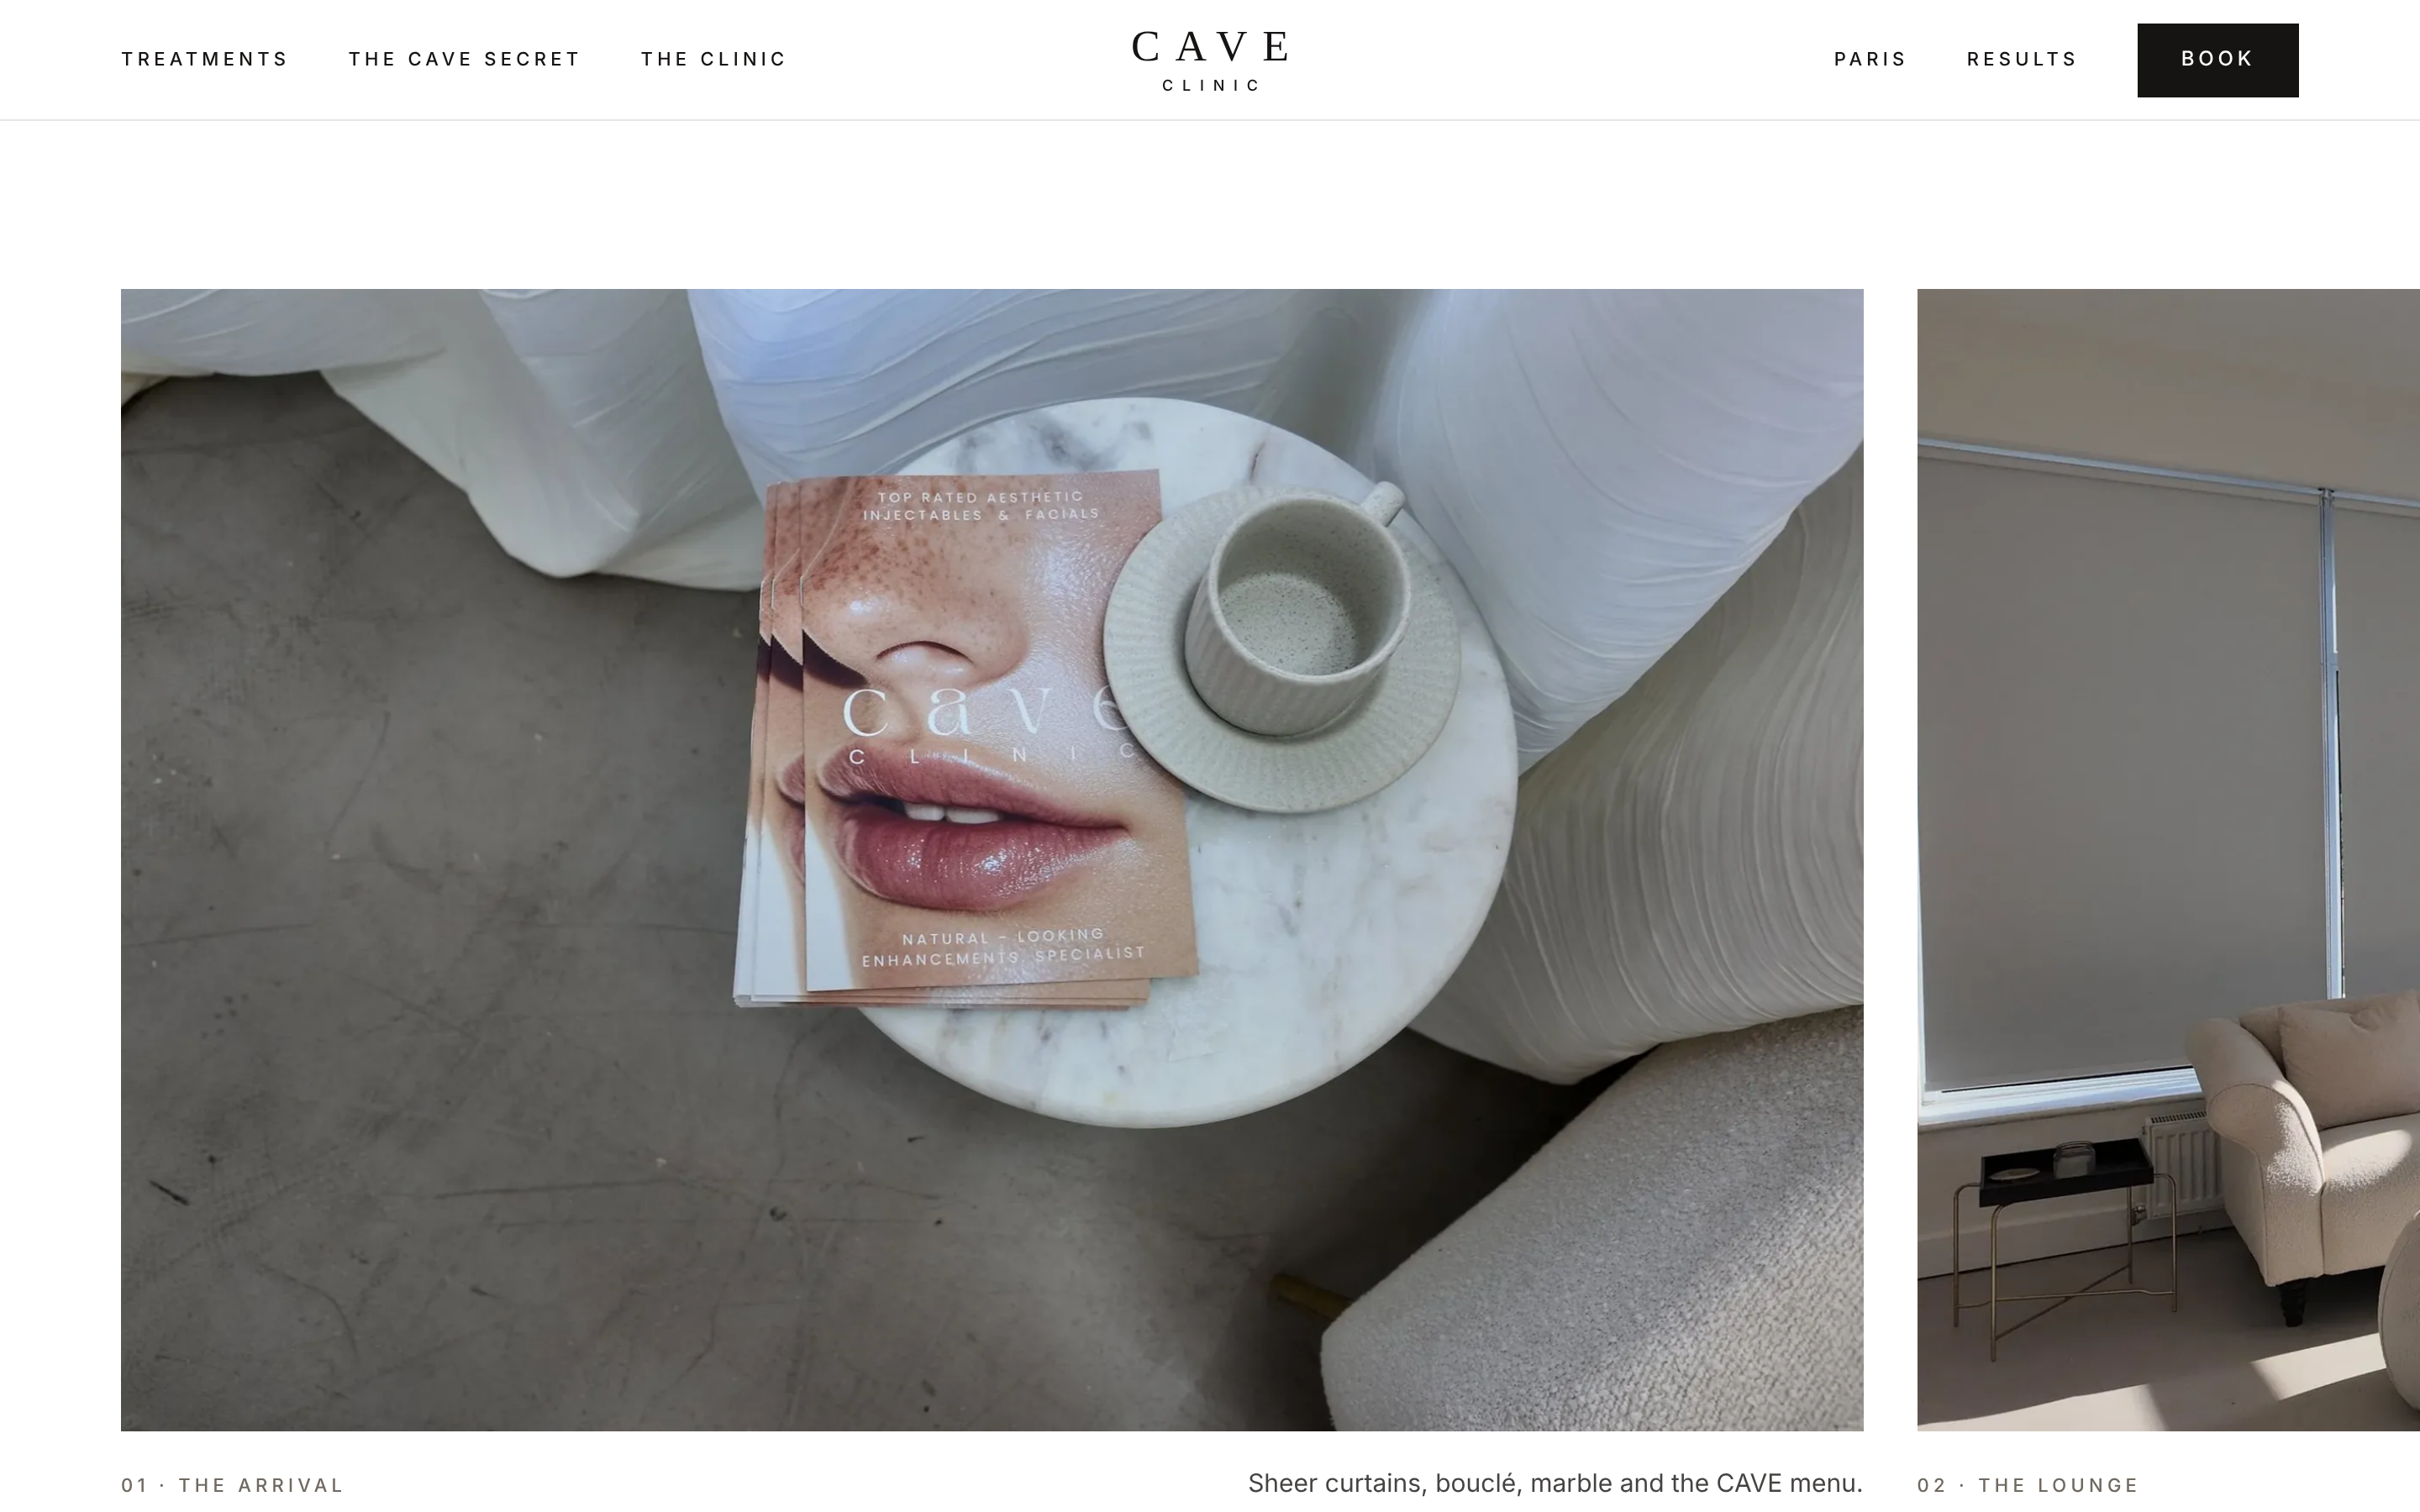 TREATMENTS THE CAVE SECRET THE CLINIC
CAVE
CLINIC
PARIS RESULTS BOOK
TOP RATED AESTHETIC
INJECTABLES & FACIALS
cave
CLINIC
NATURAL – LOOKING
ENHANCEMENTS SPECIALIST
01 · THE ARRIVAL
Sheer curtains, bouclé, marble and the CAVE menu.
02 · THE LOUNGE